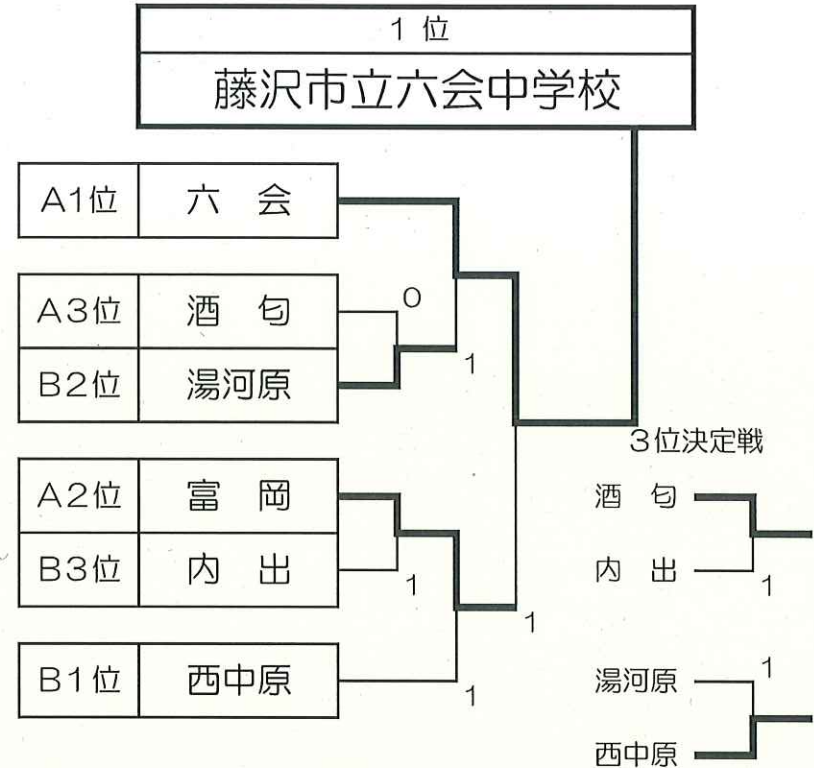 1 位
藤沢市立六会中学校
A1位 六 会
A3位 酒 匂
0
B2位 湯河原
1
A2位 富 岡
B3位 内 出
1
1
B1位 西中原
1
3位決定戦
酒 匂
内 出
1
湯河原
1
西中原